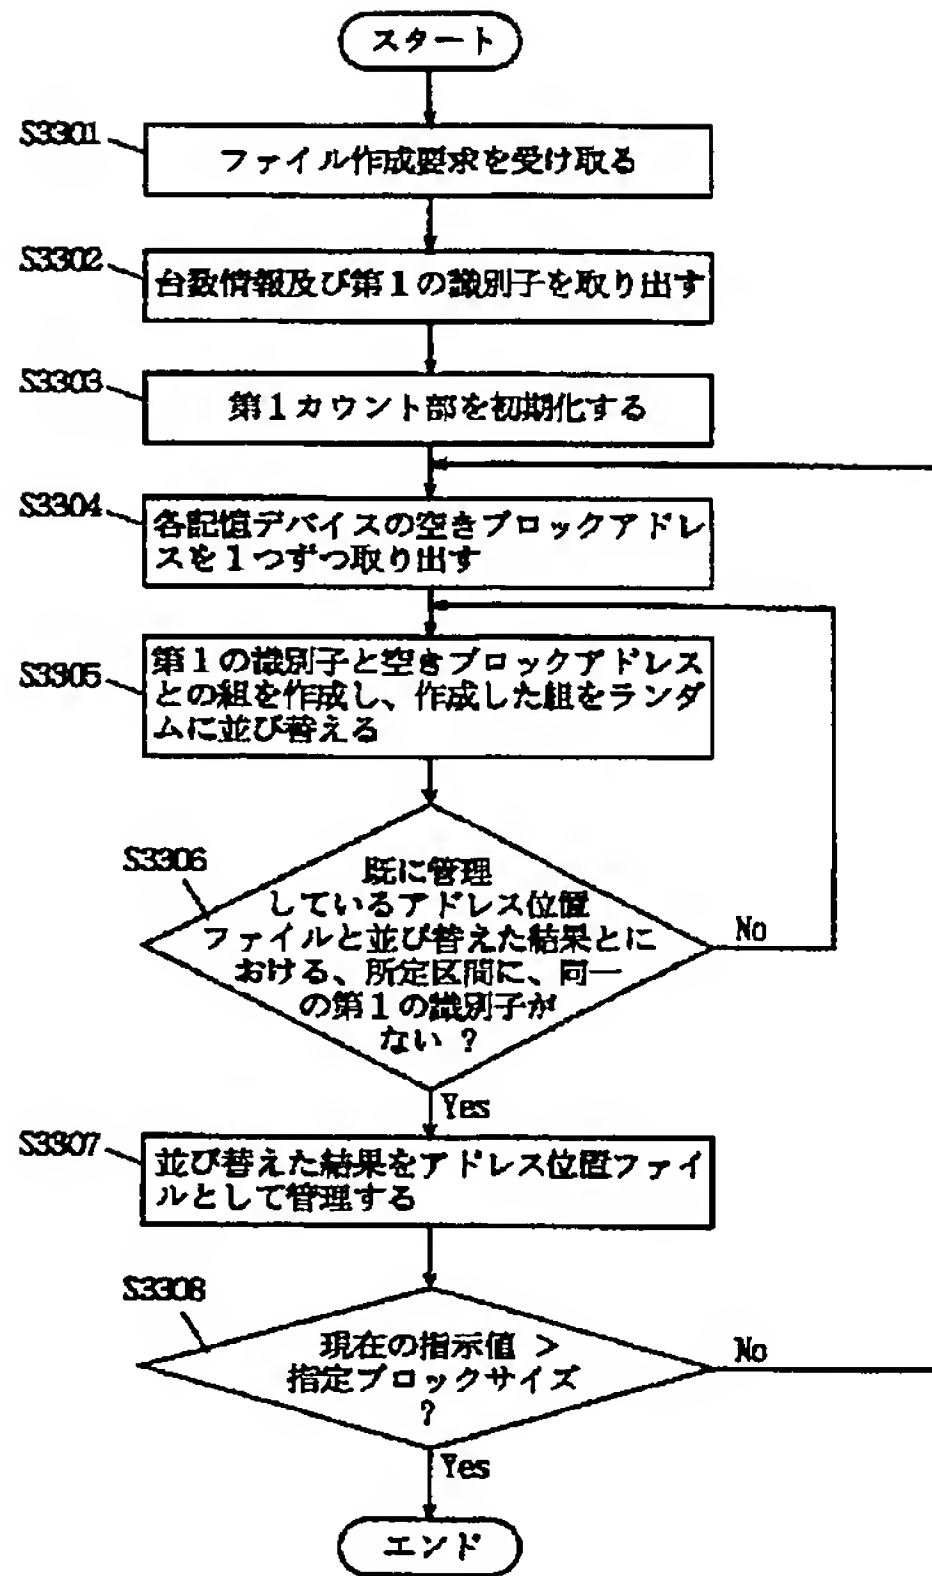 スタート
S3301
ファイル作成要求を受け取る
S3302
台数情報及び第1の識別子を取り出す
S3303
第1カウント部を初期化する
S3304
各記憶デバイスの空きブロックアドレ
スを1つずつ取り出す
S3305
第1の識別子と空きブロックアドレス
との組を作成し、作成した組をランダ
ムに並び替える
S3306
既に管理
しているアドレス位置
ファイルと並び替えた結果とに
おける、所定区間に、同一
の第1の識別子が
ない ?
No
Yes
S3307
並び替えた結果をアドレス位置ファイ
ルとして管理する
S3308
現在の指示値 >
指定ブロックサイズ
?
No
Yes
エンド